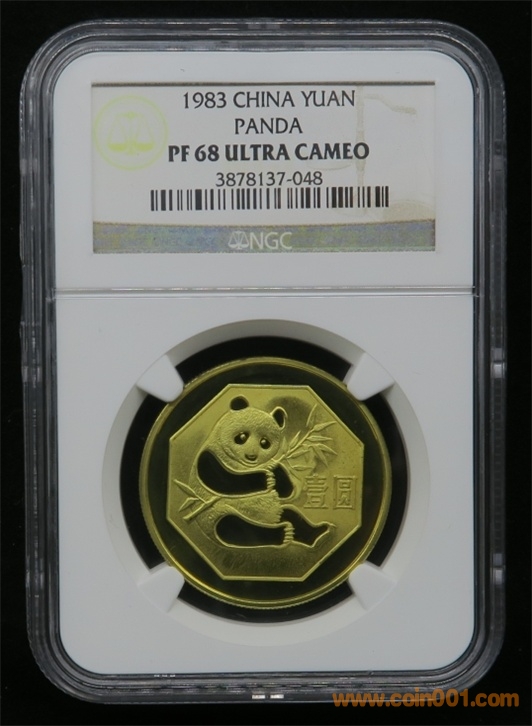 1983 CHINA YUAN
PANDA
PF 68 ULTRA CAMEO
3878137-048
NGC
壹圆
www.coin001.com